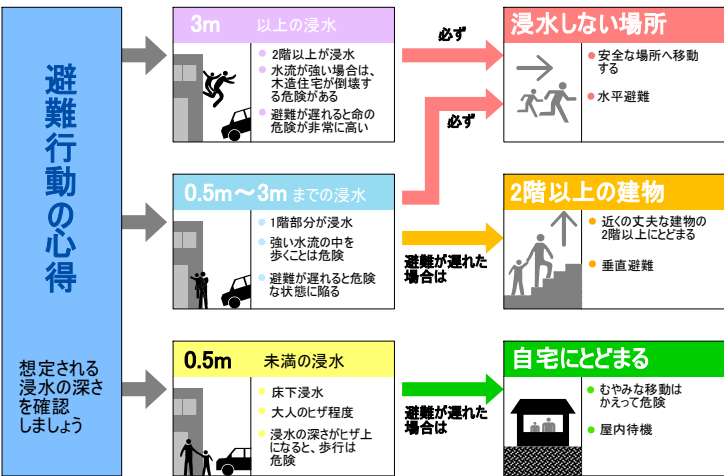 避難行動の心得
想定される
浸水の深さ
を確認
しましょう
3m 以上の浸水
2階以上が浸水
水流が強い場合は、
木造住宅が倒壊す
る危険がある
避難が遅れると命の
危険が非常に高い
必ず
必ず
浸水しない場所
安全な場所へ移動
する
水平避難
0.5m~3m までの浸水
1階部分が浸水
強い水流の中を
歩くことは危険
避難が遅れると危険
な状態に陥る
避難が遅れた
場合は
2階以上の建物
近くの丈夫な建物の
2階以上にとどまる
垂直避難
0.5m 未満の浸水
床下浸水
大人のヒザ程度
浸水の深さがヒザ上
になると、歩行は
危険
避難が遅れた
場合は
自宅にとどまる
むやみな移動は
かえって危険
屋内待機